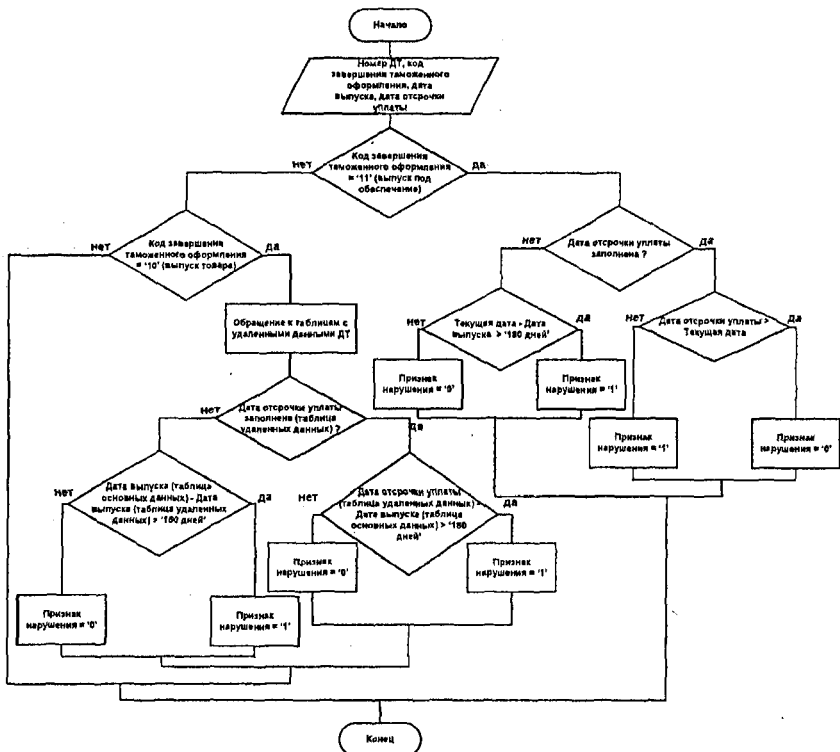 Начало
Номер ДТ, код
завершения таможенного
оформления, дата
выпуска, дата отсрочки
уплаты
нет
Код завершения
таможенного оформления
= '11' (выпуск под
обеспечение)
да
нет
Код завершения
таможенного оформления
= '10' (выпуск товара)
да
нет
Дата отсрочки уплаты
заполнена ?
да
Обращение к таблицам с
удаленными данными ДТ
нет
Текущая дата - Дата
выпуска > '180 дней'
да
нет
Дата отсрочки уплаты >
Текущая дата
да
Признак
нарушения = '0'
Признак
нарушения = '1'
нет
Дата отсрочки уплаты
заполнена (таблица
удаленных данных) ?
да
Признак
нарушения = '1'
Признак
нарушения = '0'
нет
Дата выпуска (таблица
основных данных) - Дата
выпуска (таблица удаленных
данных) > '180 дней'
да
нет
Дата отсрочки уплаты
(таблица удаленных данных) -
Дата выпуска (таблица
основных данных) > '180
дней'
да
Признак
нарушения = '0'
Признак
нарушения = '1'
Признак
нарушения = '0'
Признак
нарушения = '1'
Конец